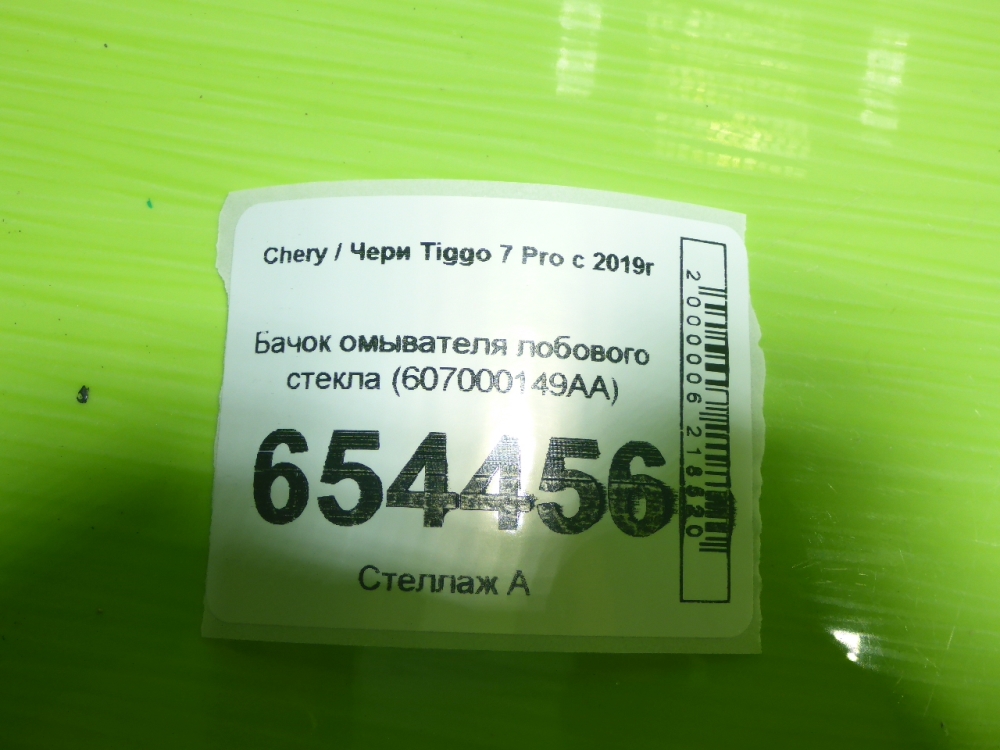 Chery / Чери Tiggo 7 Pro с 2019г
Бачок омывателя лобового
стекла (607000149AA)
654456
Стеллаж А